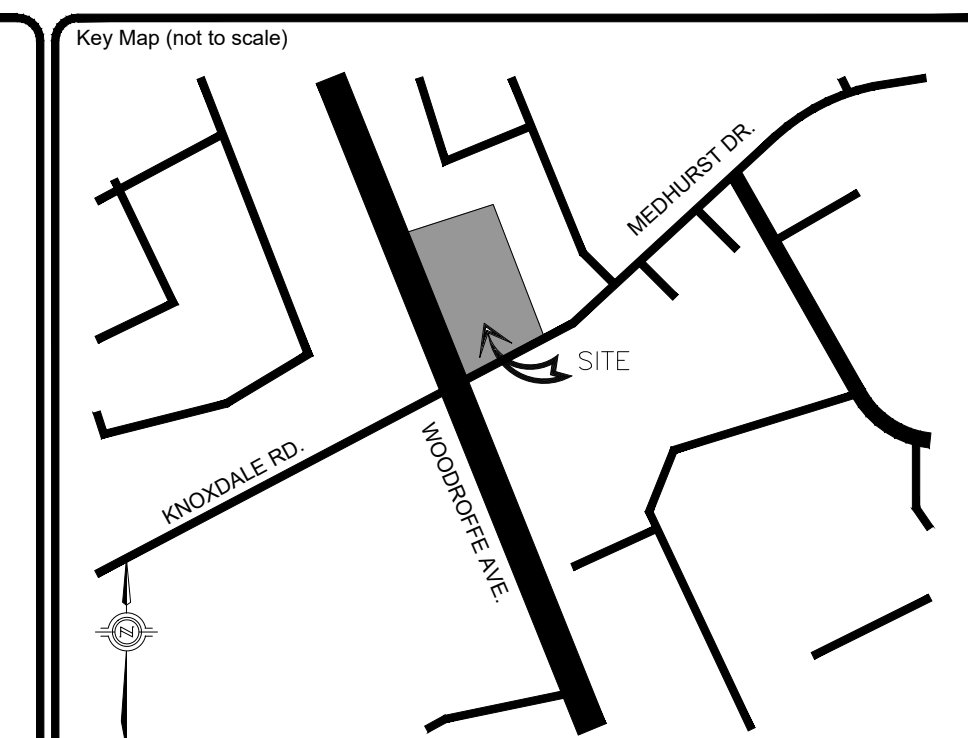 Key Map (not to scale)
MEDHURST DR.
SITE
KNOXDALE RD.
WOODROFFE AVE.
N